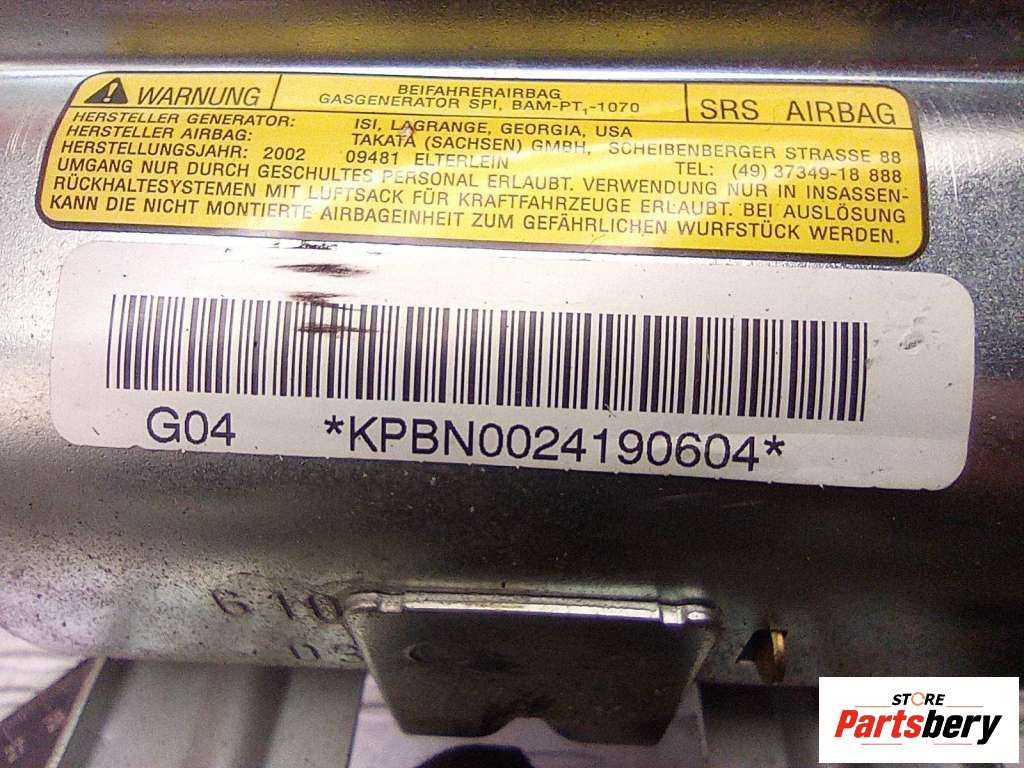 WARNUNG
BEIFAHRERAIRBAG
GASGENERATOR SPI, BAM-PT₁-1070
SRS AIRBAG
HERSTELLER GENERATOR: ISI, LAGRANGE, GEORGIA, USA
HERSTELLER AIRBAG: TAKATA (SACHSEN) GMBH, SCHEIBENBERGER STRASSE 88
HERSTELLUNGSJAHR: 2002 09481 ELTERLEIN TEL: (49) 37349-18 888
UMGANG NUR DURCH GESCHULTES PERSONAL ERLAUBT. VERWENDUNG NUR IN INSASSEN-
RÜCKHALTESYSTEMEN MIT LUFTSACK FÜR KRAFTFAHRZEUGE ERLAUBT. BEI AUSLÖSUNG
KANN DIE NICHT MONTIERTE AIRBAGEINHEIT ZUM GEFÄHRLICHEN WURFSTÜCK WERDEN.
G04 *KPBN0024190604*
610
STORE
Partsbery